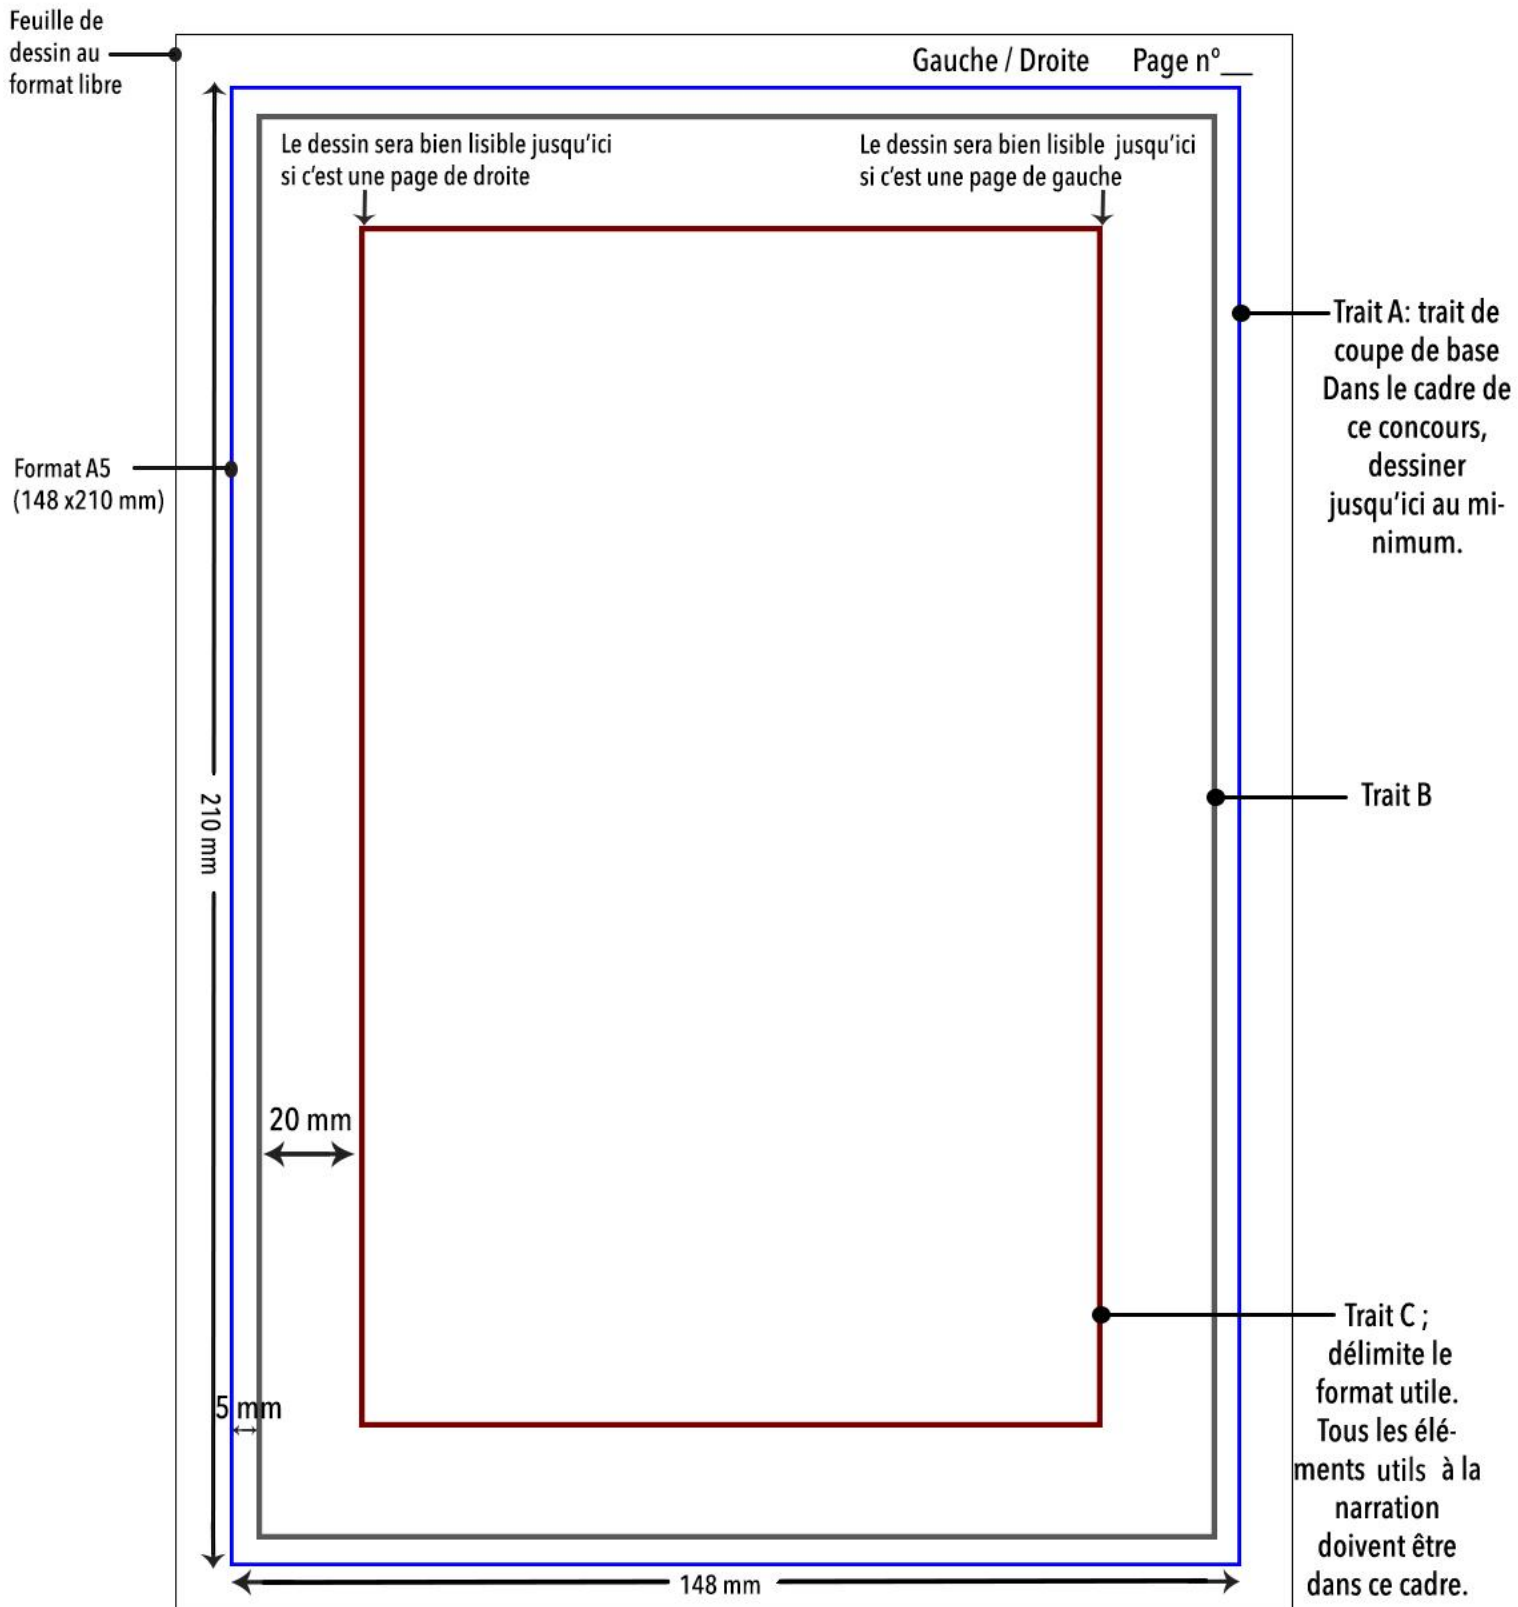 Feuille de
dessin au
format libre
Gauche / Droite Page n°__
Le dessin sera bien lisible jusqu'ici
si c'est une page de droite
Le dessin sera bien lisible jusqu'ici
si c'est une page de gauche
Trait A: trait de
coupe de base
Dans le cadre de
ce concours,
dessiner
jusqu'ici au mi-
nimum.
Format A5
(148 x210 mm)
210 mm
Trait B
20 mm
Trait C ;
délimite le
format utile.
Tous les élé-
ments utils à la
narration
doivent être
dans ce cadre.
5 mm
148 mm